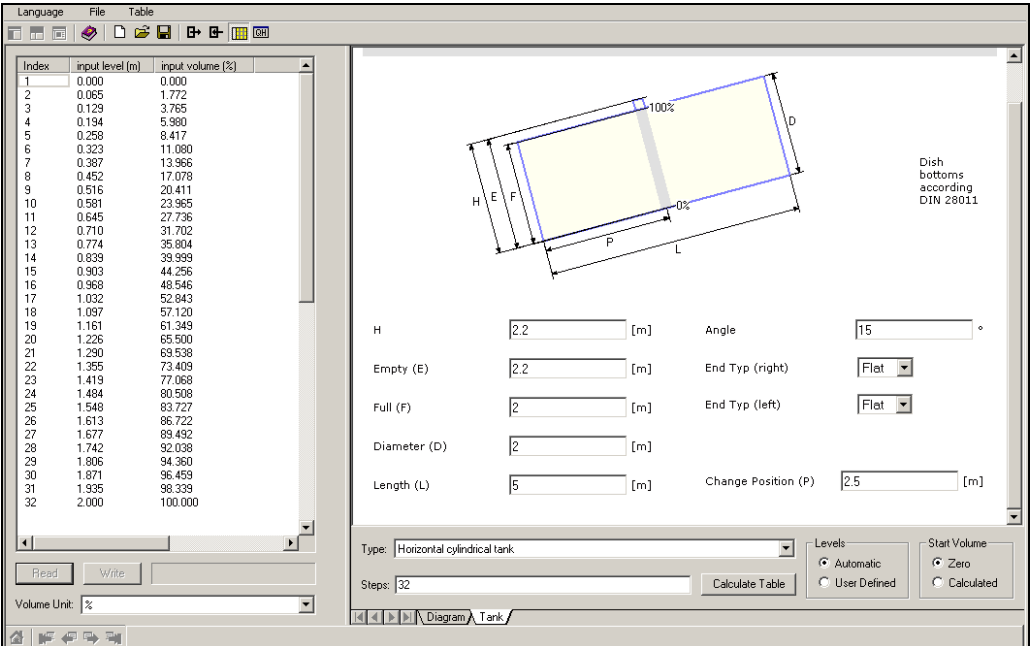 Language File Table
QH
Index input level (m) input volume (%)
1 0.000 0.000
2 0.065 1.772
3 0.129 3.765
4 0.194 5.980
5 0.258 8.417
6 0.323 11.080
7 0.387 13.966
8 0.452 17.078
9 0.516 20.411
10 0.581 23.965
11 0.645 27.736
12 0.710 31.702
13 0.774 35.804
14 0.839 39.999
15 0.903 44.256
16 0.968 48.546
17 1.032 52.843
18 1.097 57.120
19 1.161 61.349
20 1.226 65.500
21 1.290 69.538
22 1.355 73.409
23 1.419 77.068
24 1.484 80.508
25 1.548 83.727
26 1.613 86.722
27 1.677 89.492
28 1.742 92.038
29 1.806 94.360
30 1.871 96.459
31 1.935 98.339
32 2.000 100.000
Read Write
Volume Unit: %
100%
D
H E F
0%
P
L
Dish
bottoms
according
DIN 28011
H 2.2 [m] Angle 15 °
Empty (E) 2.2 [m] End Typ (right) Flat
Full (F) 2 [m] End Typ (left) Flat
Diameter (D) 2 [m]
Length (L) 5 [m] Change Position (P) 2.5 [m]
Type: Horizontal cylindrical tank
Steps: 32 Calculate Table
Levels
Automatic
User Defined
Start Volume
Zero
Calculated
Diagram Tank